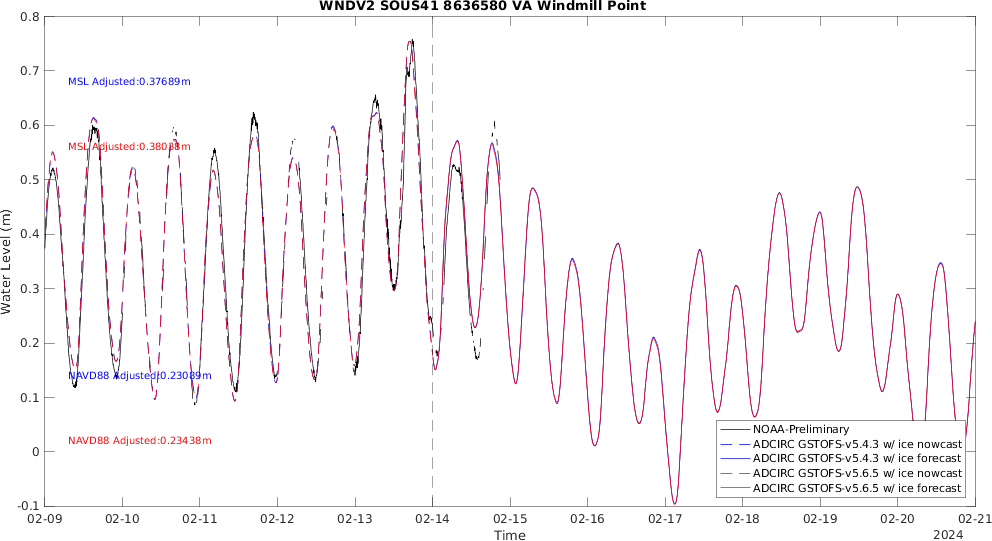 WNDV2 SOUS41 8636580 VA Windmill Point
0.8
0.7
0.6
0.5
0.4
0.3
0.2
0.1
0
-0.1
Water Level (m)
MSL Adjusted:0.37689m
MSL Adjusted:0.38038m
NAVD88 Adjusted:0.23089m
NAVD88 Adjusted:0.23438m
NOAA-Preliminary
ADCIRC GSTOFS-v5.4.3 w/ ice nowcast
ADCIRC GSTOFS-v5.4.3 w/ ice forecast
ADCIRC GSTOFS-v5.6.5 w/ ice nowcast
ADCIRC GSTOFS-v5.6.5 w/ ice forecast
02-09 02-10 02-11 02-12 02-13 02-14 02-15 02-16 02-17 02-18 02-19 02-20 02-21
Time
2024